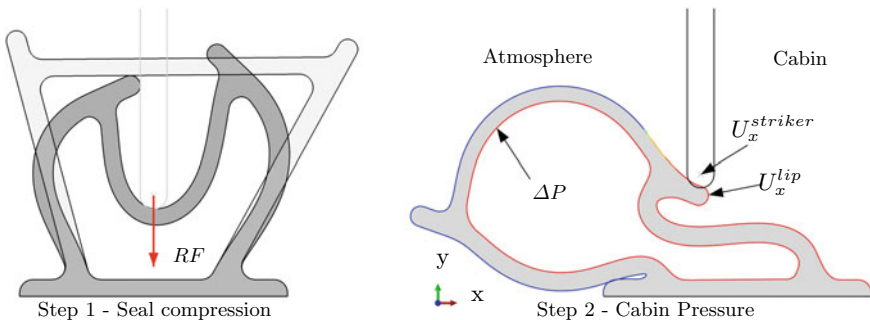 RF
Step 1 - Seal compression
Atmosphere
Cabin
U_x^{striker}
U_x^{lip}
ΔP
y
x
Step 2 - Cabin Pressure